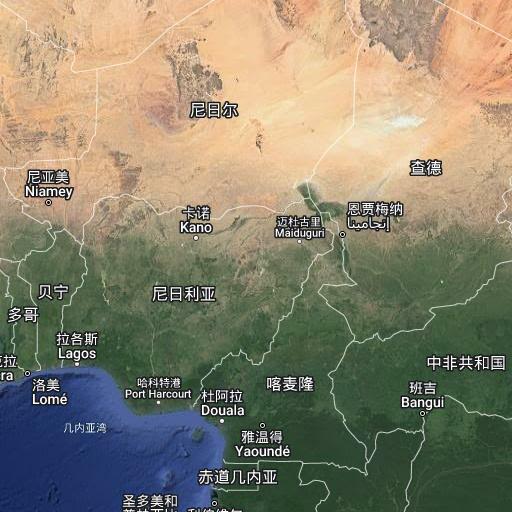 尼日尔
查德
尼亚美
Niamey
卡诺
Kano
迈杜古里
Maiduguri
恩贾梅纳
إنجامينا
贝宁
尼日利亚
多哥
拉各斯
Lagos
洛美
Lomé
哈科特港
Port Harcourt
杜阿拉
Douala
喀麦隆
中非共和国
班吉
Bangui
几内亚湾
雅温得
Yaoundé
赤道几内亚
圣多美和